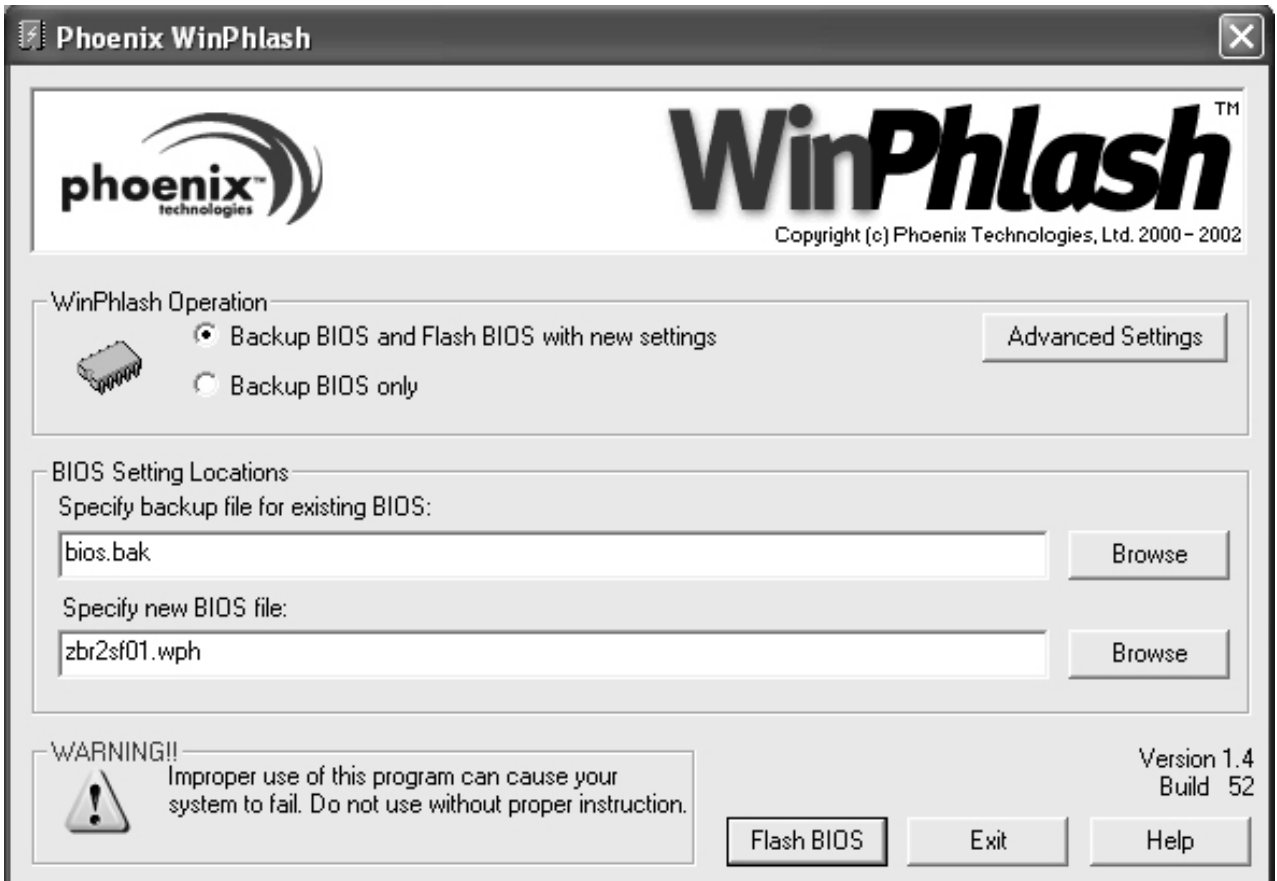 Phoenix WinPhlash
phoenix™
technologies
WinPhlash™
Copyright (c) Phoenix Technologies, Ltd. 2000 - 2002
WinPhlash Operation
Backup BIOS and Flash BIOS with new settings
Advanced Settings
Backup BIOS only
BIOS Setting Locations
Specify backup file for existing BIOS:
bios.bak
Browse
Specify new BIOS file:
zbr2sf01.wph
Browse
WARNING!!
Improper use of this program can cause your
system to fail. Do not use without proper instruction.
Version 1.4
Build 52
Flash BIOS
Exit
Help